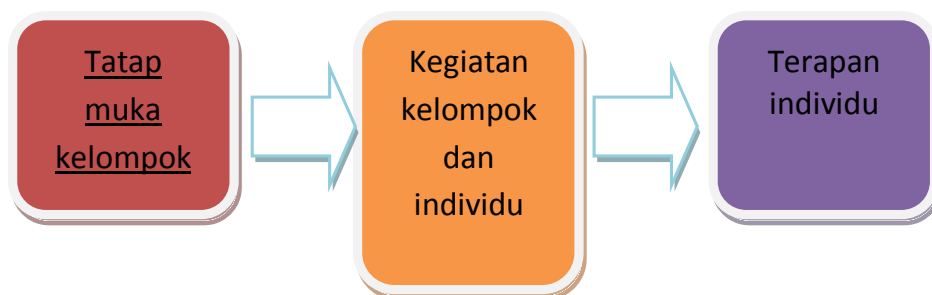 Tatap
muka
kelompok
Kegiatan
kelompok
dan
individu
Terapan
individu